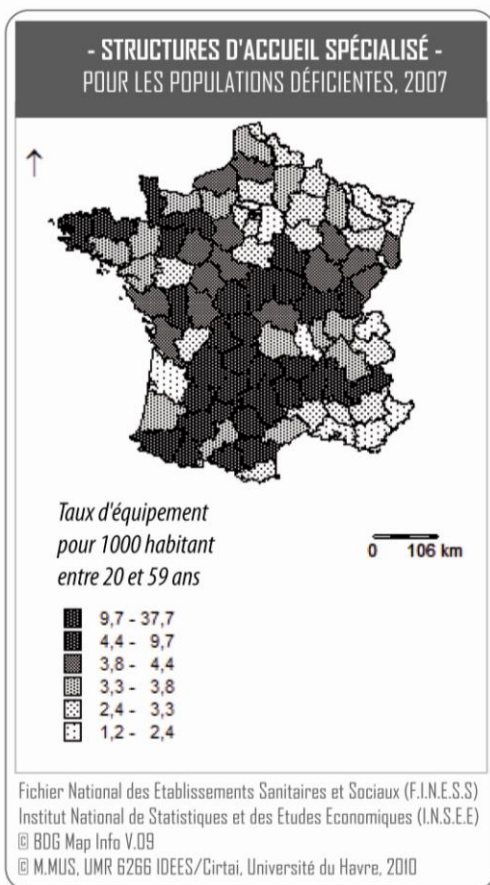 - STRUCTURES D'ACCUEIL SPÉCIALISÉ -
POUR LES POPULATIONS DÉFICIENTES, 2007
Taux d'équipement
pour 1000 habitant
entre 20 et 59 ans
0 106 km
9,7 - 37,7
4,4 - 9,7
3,8 - 4,4
3,3 - 3,8
2,4 - 3,3
1,2 - 2,4
Fichier National des Etablissements Sanitaires et Sociaux (F.I.N.E.S.S)
Institut National de Statistiques et des Etudes Economiques (I.N.S.E.E)
© BDG Map Info V.09
© M.MUS, UMR 6266 IDEES/Cirtai, Université du Havre, 2010